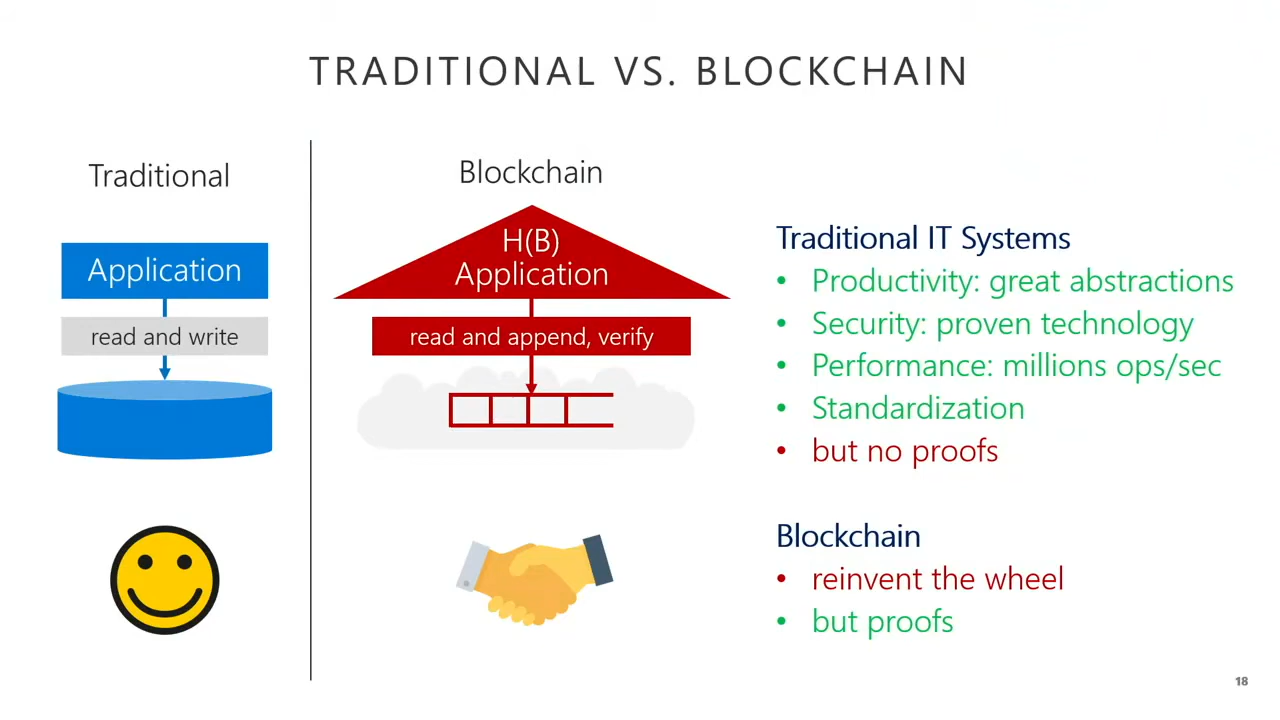 TRADITIONAL VS. BLOCKCHAIN
Traditional
Application
read and write
Blockchain
H(B)
Application
read and append, verify
Traditional IT Systems
• Productivity: great abstractions
• Security: proven technology
• Performance: millions ops/sec
• Standardization
• but no proofs
Blockchain
• reinvent the wheel
• but proofs
18